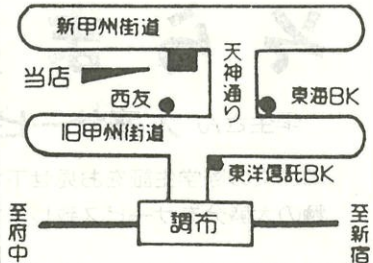 新甲州街道
天神通り
当店
西友
東海BK
旧甲州街道
東洋信託BK
至府中
調布
至新宿